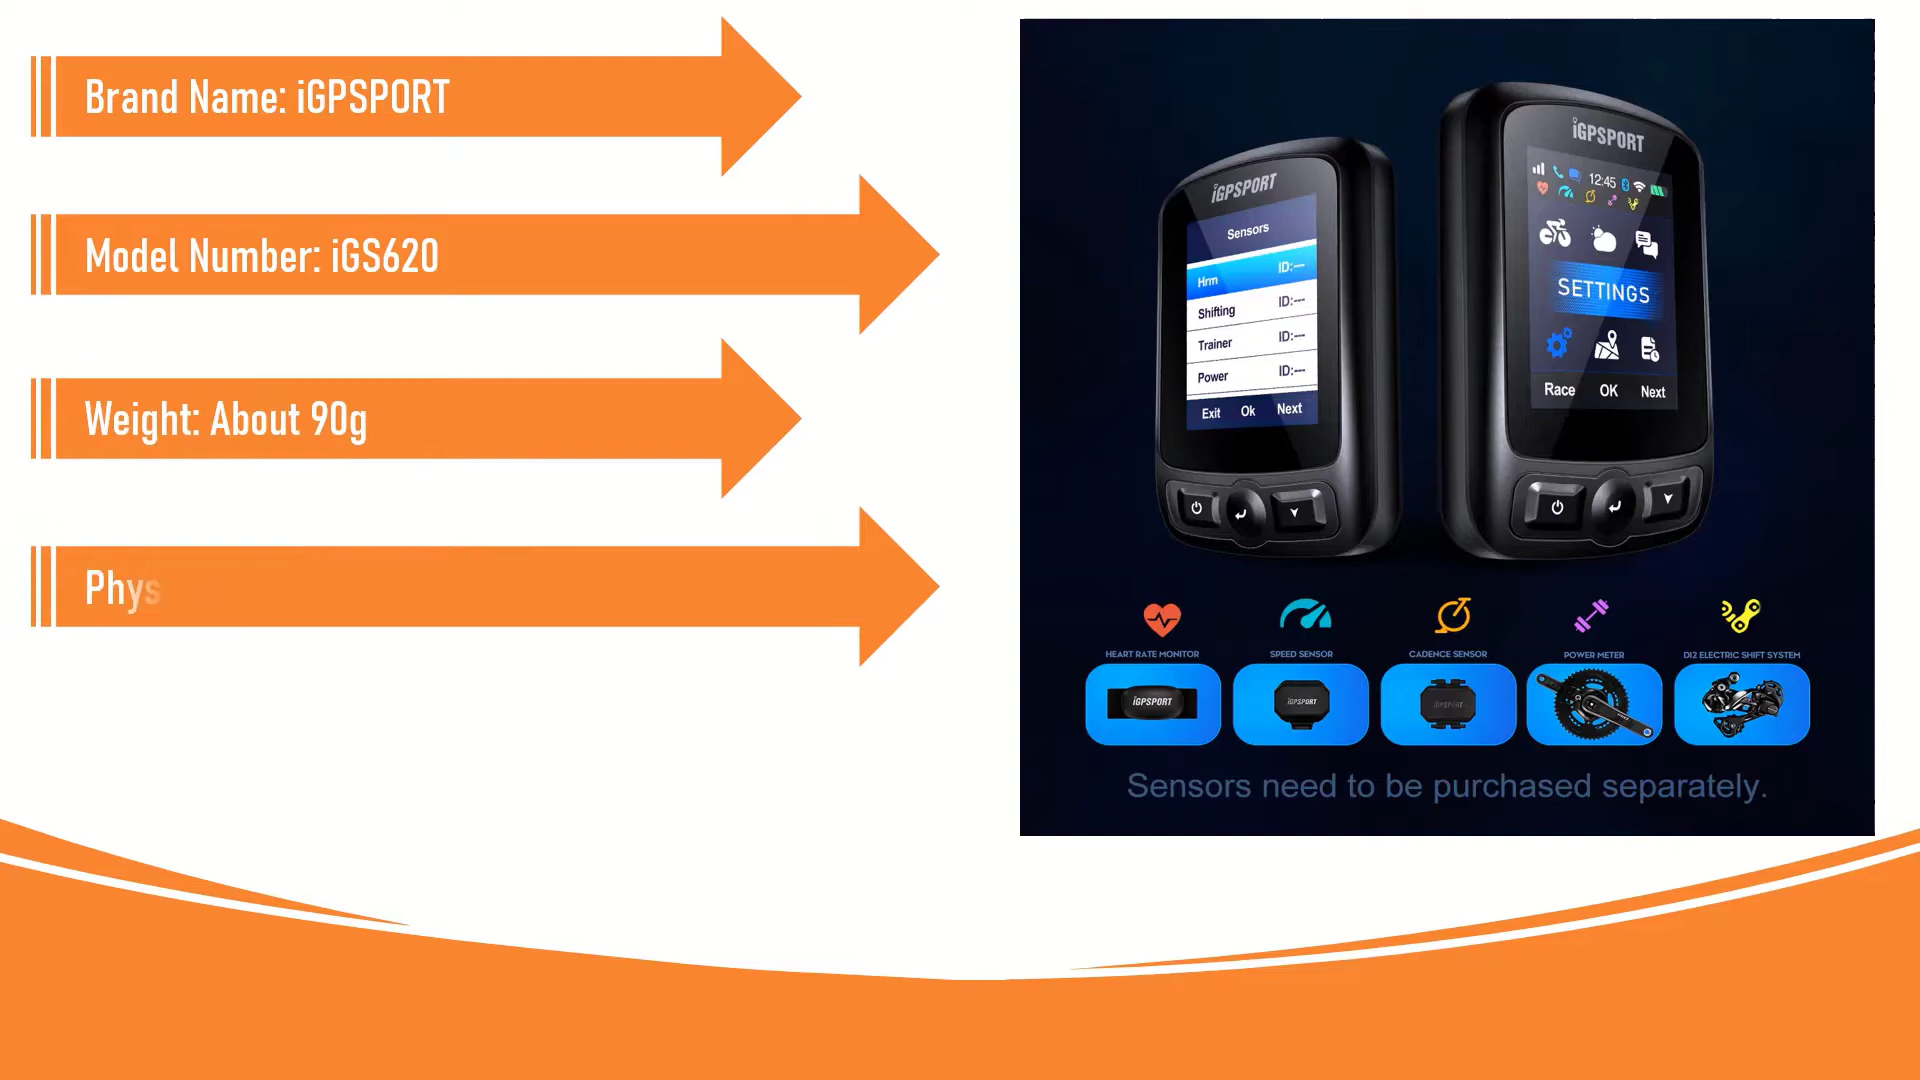 Brand Name: iGPSPORT
Model Number: iGS620
Weight: About 90g
Phys
iGPSPORT
Sensors
Hrm ID:---
Shifting ID:---
Trainer ID:---
Power ID:---
Exit Ok Next
iGPSPORT
12:45
SETTINGS
Race OK Next
HEART RATE MONITOR
SPEED SENSOR
CADENCE SENSOR
POWER METER
DI2 ELECTRIC SHIFT SYSTEM
iGPSPORT
iGPSPORT
iGPSPORT
Sensors need to be purchased separately.